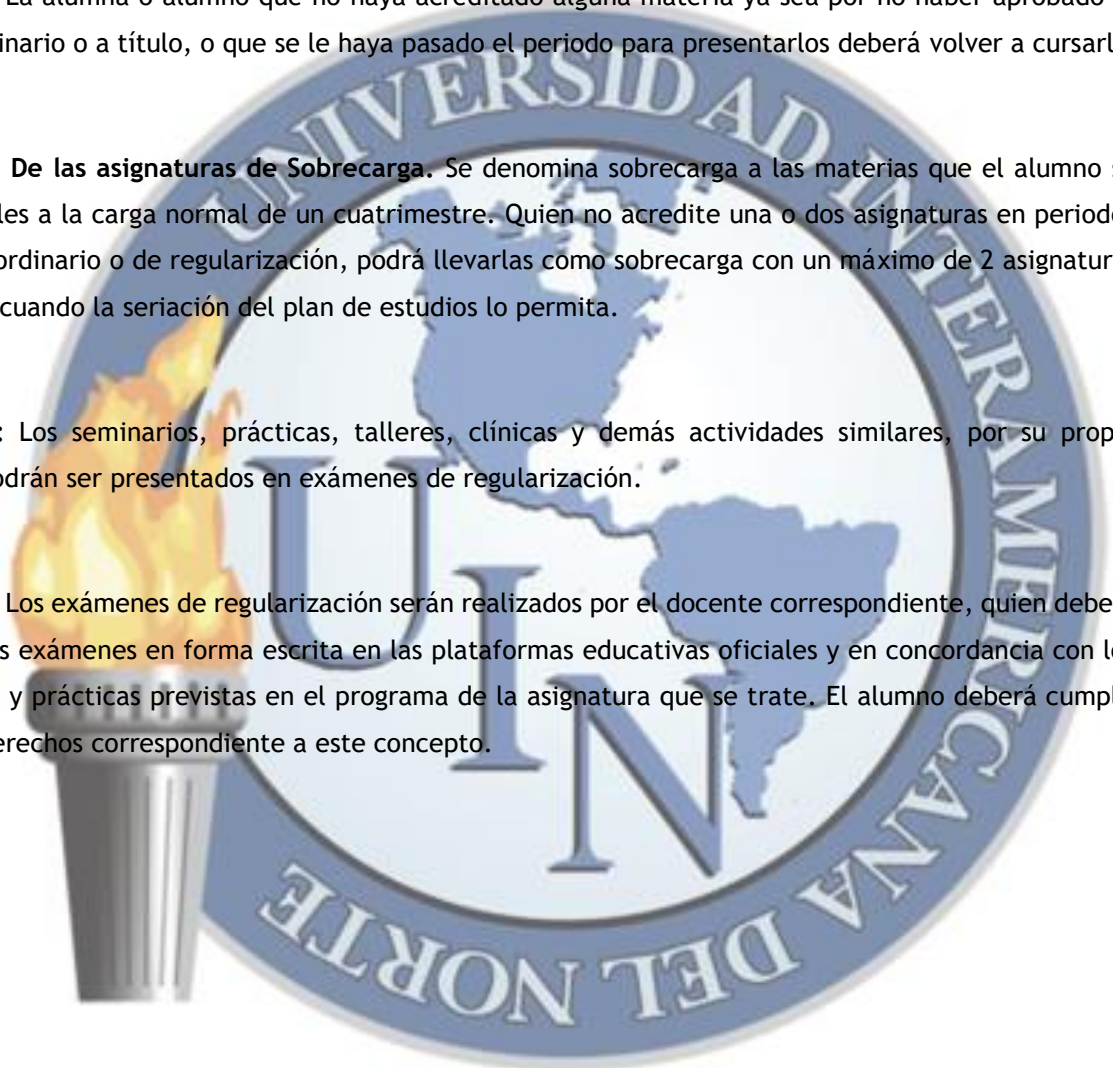 La alumna o alumno que no haya acreditado alguna materia ya sea por no haber aprobado
inario o a título, o que se le haya pasado el periodo para presentarlos deberá volver a cursarl
De las asignaturas de Sobrecarga. Se denomina sobrecarga a las materias que el alumno s
les a la carga normal de un cuatrimestre. Quien no acredite una o dos asignaturas en periodo
ordinario o de regularización, podrá llevarlas como sobrecarga con un máximo de 2 asignatur
cuando la seriación del plan de estudios lo permita.
: Los seminarios, prácticas, talleres, clínicas y demás actividades similares, por su prop
odrán ser presentados en exámenes de regularización.
Los exámenes de regularización serán realizados por el docente correspondiente, quien debe
s exámenes en forma escrita en las plataformas educativas oficiales y en concordancia con l
y prácticas previstas en el programa de la asignatura que se trate. El alumno deberá cumpl
erechos correspondiente a este concepto.
UNIVERSIDAD INTERAMERICANA DEL NORTE
UIN